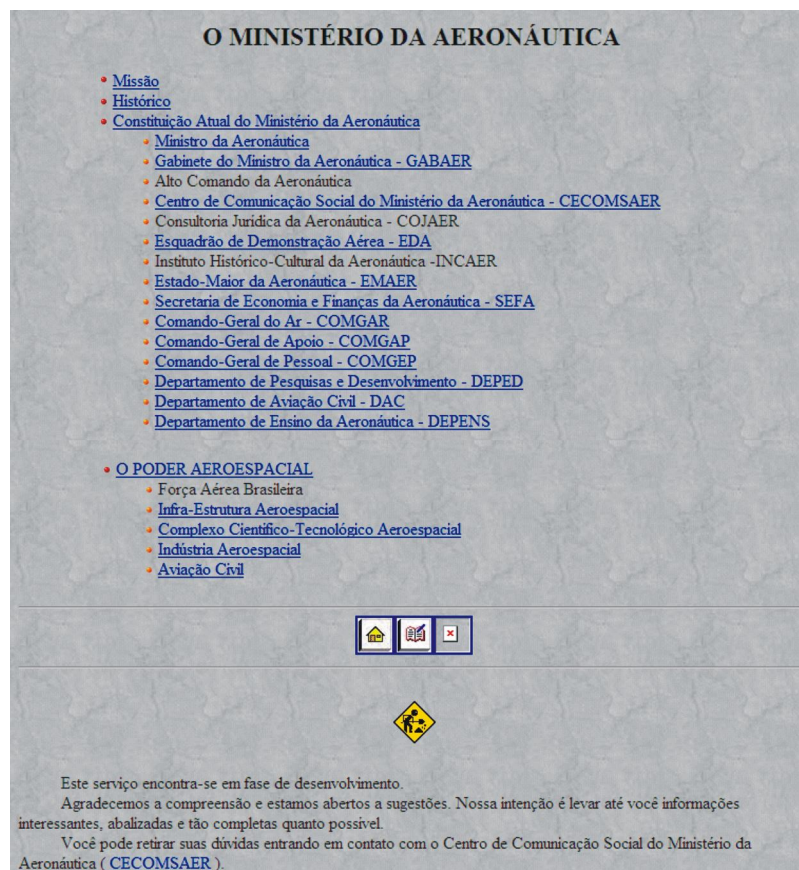 O MINISTÉRIO DA AERONÁUTICA
Missão
Histórico
Constituição Atual do Ministério da Aeronáutica
Ministro da Aeronáutica
Gabinete do Ministro da Aeronáutica - GABAER
Alto Comando da Aeronáutica
Centro de Comunicação Social do Ministério da Aeronáutica - CECOMSAER
Consultoria Jurídica da Aeronáutica - COJAER
Esquadrão de Demonstração Aérea - EDA
Instituto Histórico-Cultural da Aeronáutica -INCAER
Estado-Maior da Aeronáutica - EMAER
Secretaria de Economia e Finanças da Aeronáutica - SEFA
Comando-Geral do Ar - COMGAR
Comando-Geral de Apoio - COMGAP
Comando-Geral de Pessoal - COMGEP
Departamento de Pesquisas e Desenvolvimento - DEPED
Departamento de Aviação Civil - DAC
Departamento de Ensino da Aeronáutica - DEPENS
O PODER AEROESPACIAL
Força Aérea Brasileira
Infra-Estrutura Aeroespacial
Complexo Científico-Tecnológico Aeroespacial
Indústria Aeroespacial
Aviação Civil
Este serviço encontra-se em fase de desenvolvimento.
Agradecemos a compreensão e estamos abertos a sugestões. Nossa intenção é levar até você informações
interessantes, abalizadas e tão completas quanto possível.
Você pode retirar suas dúvidas entrando em contato com o Centro de Comunicação Social do Ministério da
Aeronáutica ( CECOMSAER ).